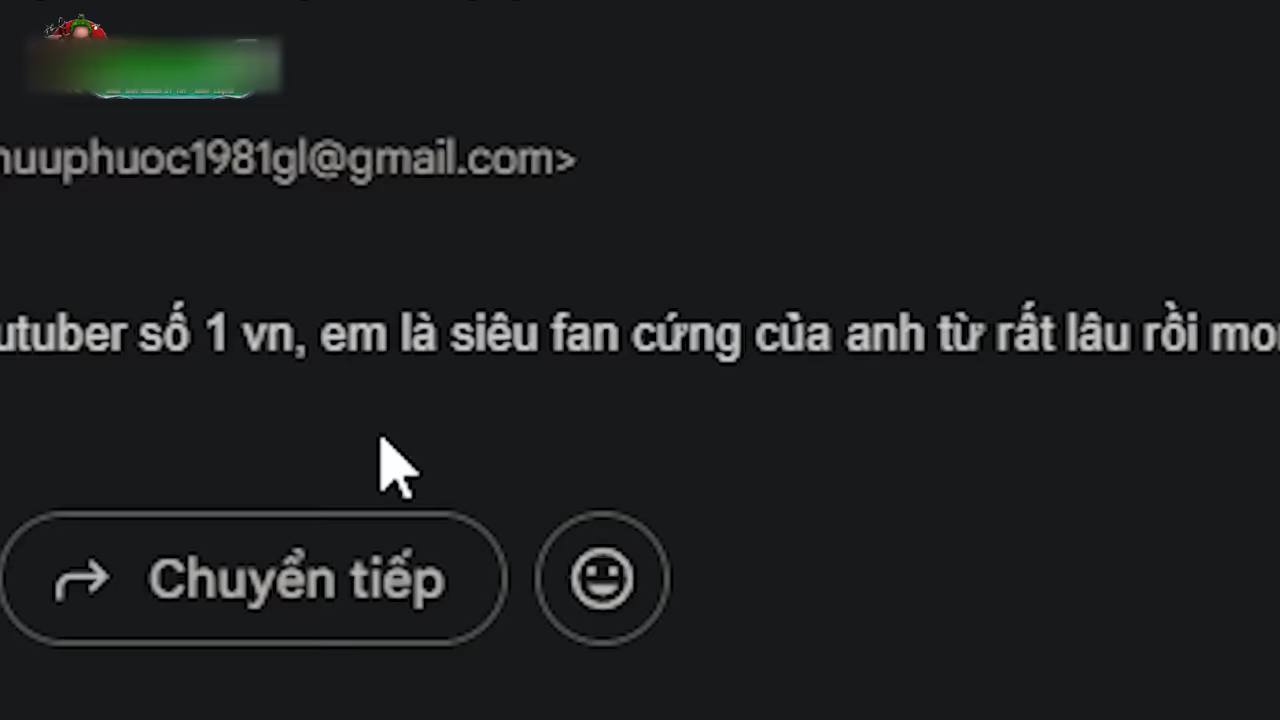 huuphuoc1981gl@gmail.com>
utuber số 1 vn, em là siêu fan cứng của anh từ rất lâu rồi mo
Chuyển tiếp